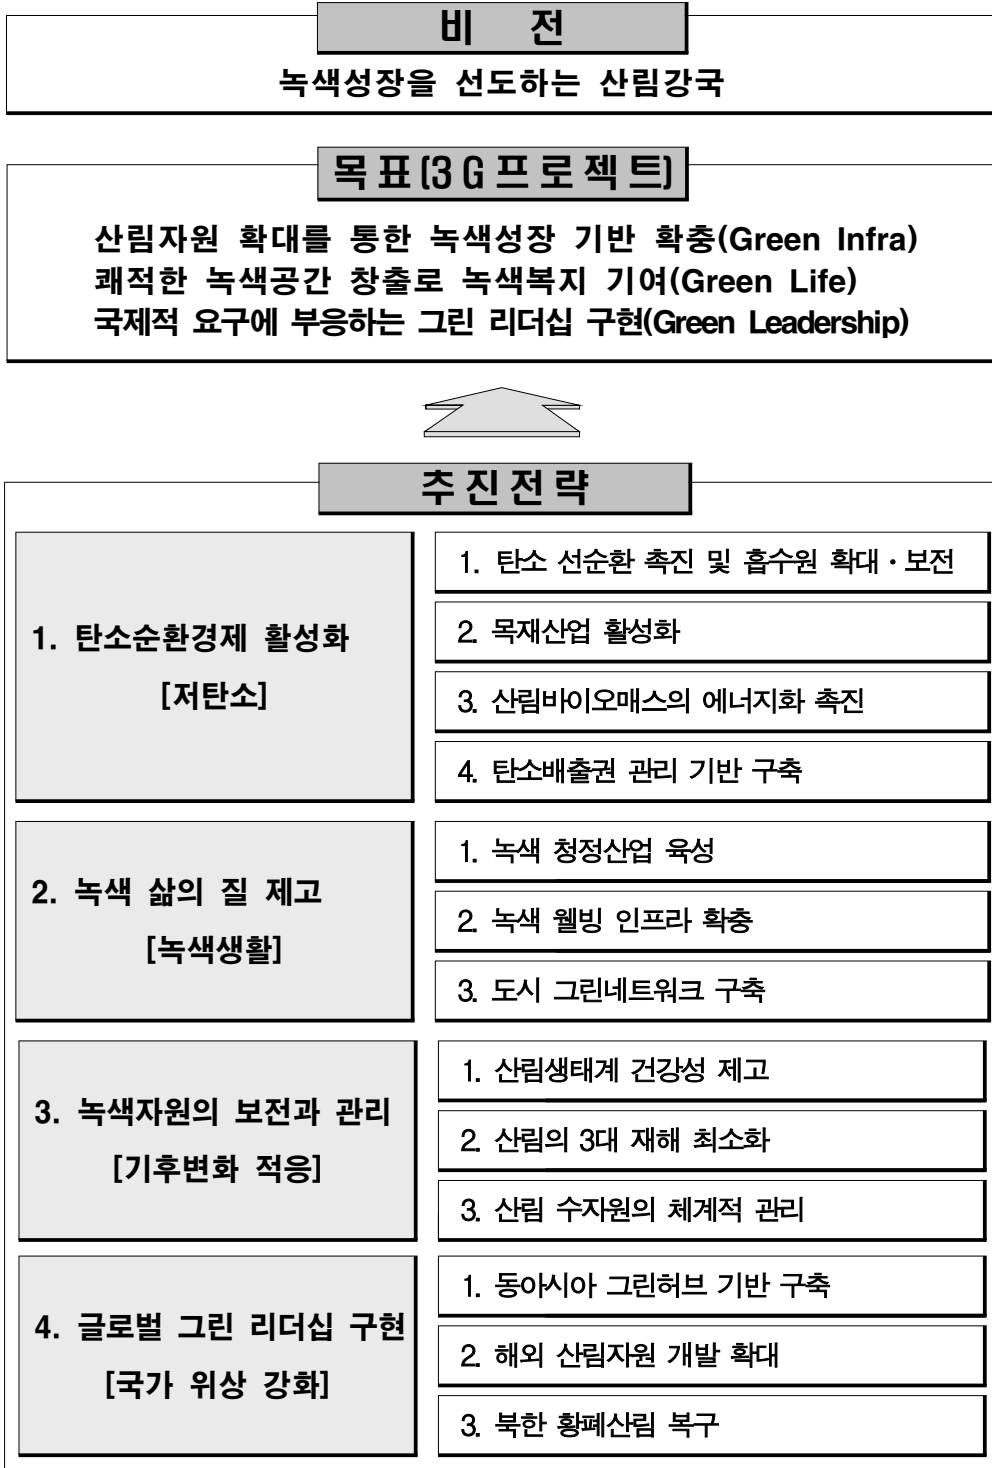 비 전
녹색성장을 선도하는 산림강국
목표(3G프로젝트)
산림자원 확대를 통한 녹색성장 기반 확충(Green Infra)
쾌적한 녹색공간 창출로 녹색복지 기여(Green Life)
국제적 요구에 부응하는 그린 리더십 구현(Green Leadership)
추진전략
1. 탄소순환경제 활성화
[저탄소]
1. 탄소 선순환 촉진 및 흡수원 확대·보전
2. 목재산업 활성화
3. 산림바이오매스의 에너지화 촉진
4. 탄소배출권 관리 기반 구축
2. 녹색 삶의 질 제고
[녹색생활]
1. 녹색 청정산업 육성
2. 녹색 웰빙 인프라 확충
3. 도시 그린네트워크 구축
3. 녹색자원의 보전과 관리
[기후변화 적응]
1. 산림생태계 건강성 제고
2. 산림의 3대 재해 최소화
3. 산림 수자원의 체계적 관리
4. 글로벌 그린 리더십 구현
[국가 위상 강화]
1. 동아시아 그린허브 기반 구축
2. 해외 산림자원 개발 확대
3. 북한 황폐산림 복구